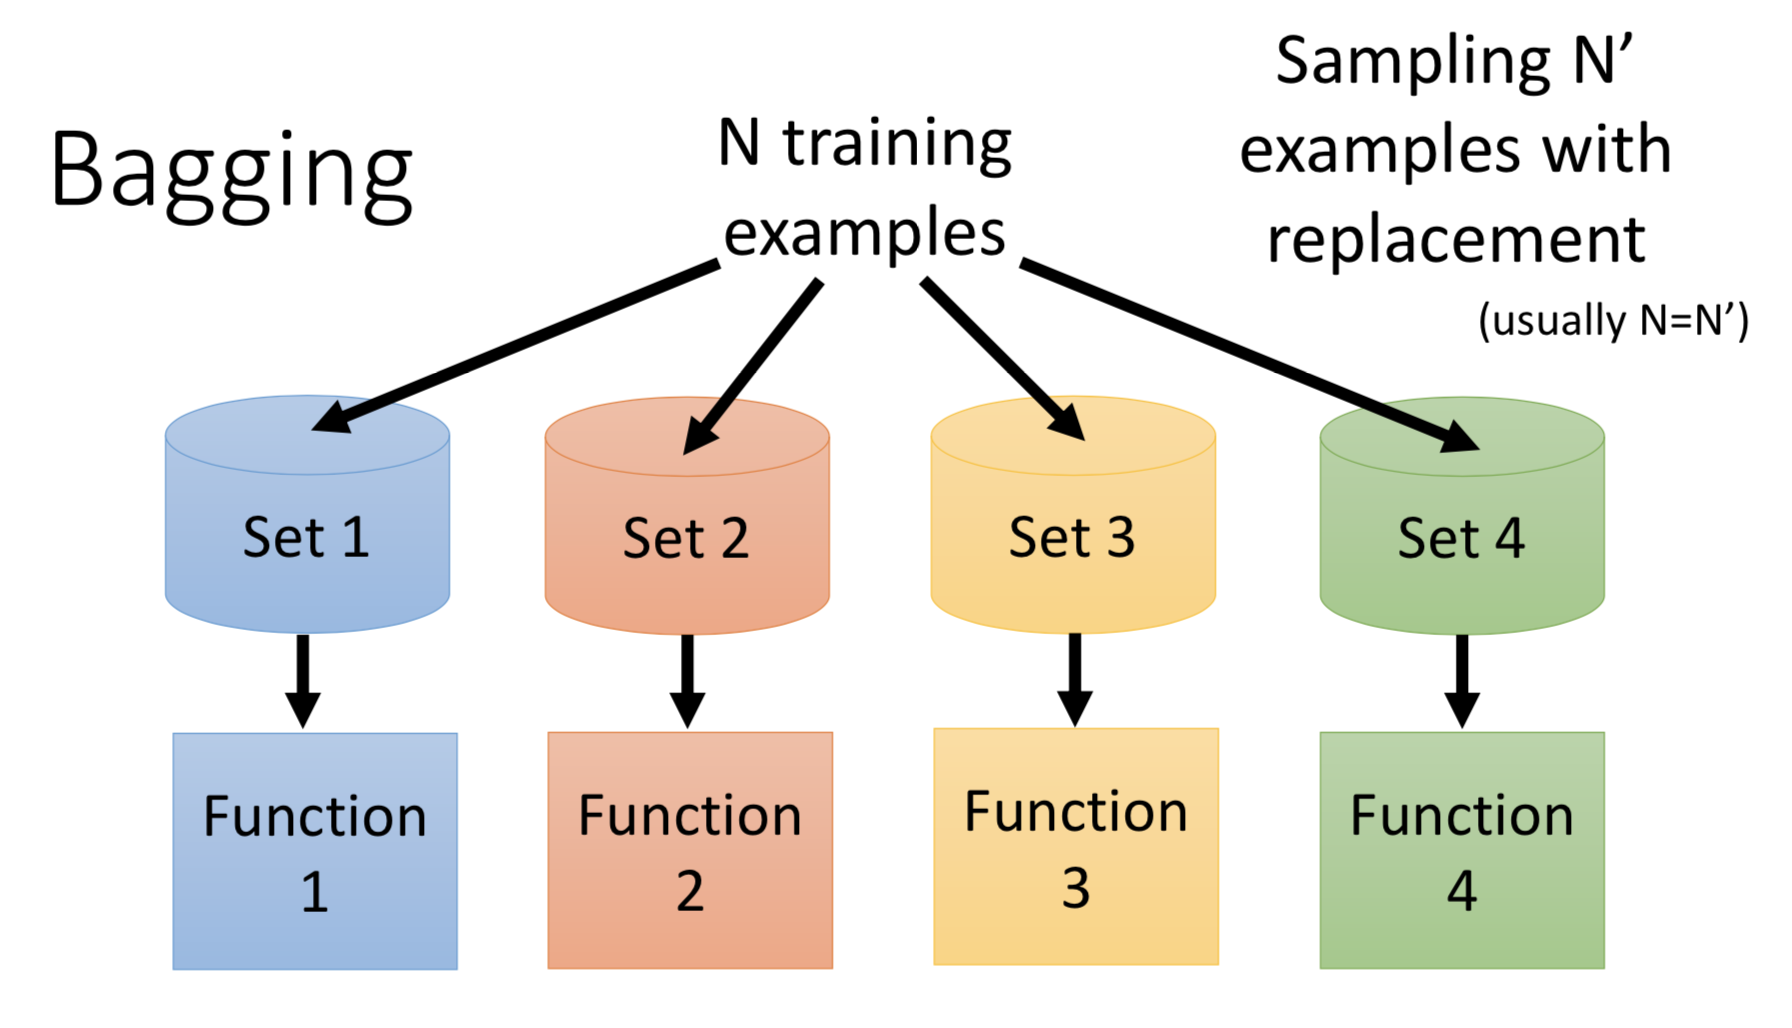 Bagging
N training
examples
Sampling N’
examples with
replacement
(usually N=N’)
Set 1
Set 2
Set 3
Set 4
Function
1
Function
2
Function
3
Function
4